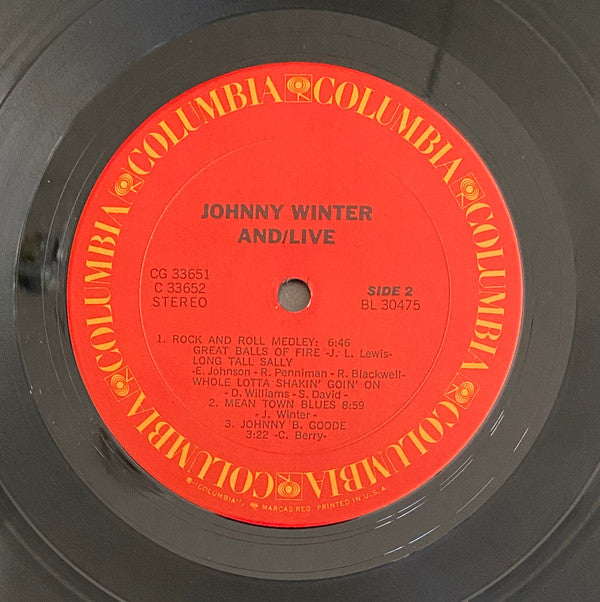 COLUMBIA COLUMBIA COLUMBIA COLUMBIA COLUMBIA COLUMBIA COLUMBIA COLUMBIA
JOHNNY WINTER
AND/LIVE
CG 33651
C 33652
STEREO
SIDE 2
BL 30475
1. ROCK AND ROLL MEDLEY: 6:46
GREAT BALLS OF FIRE -J. L. Lewis-
LONG TALL SALLY
-E. Johnson - R. Penniman - R. Blackwell-
WHOLE LOTTA SHAKIN' GOIN' ON
- D. Williams - S. David -
2. MEAN TOWN BLUES 8:59
- J. Winter -
3. JOHNNY B. GOODE
3:22 -C. Berry-
® "COLUMBIA", MARCAS REG. PRINTED IN U.S.A.